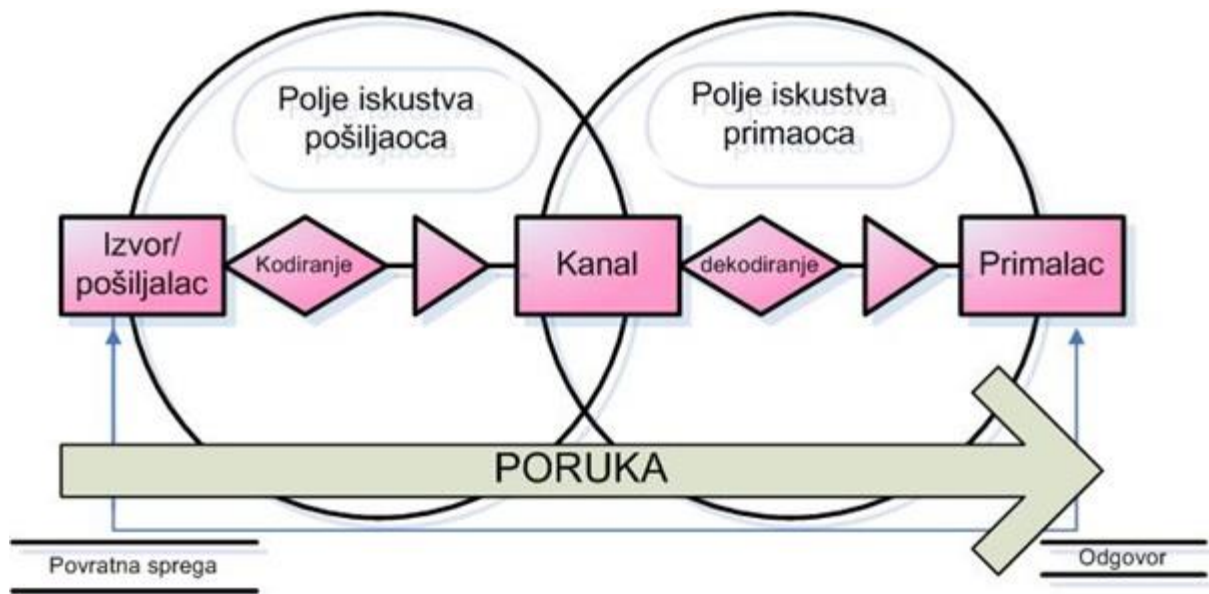 Polje iskustva
pošiljaoca
Polje iskustva
primaoca
Izvor/
pošiljalac
Kodiranje
Kanal
dekodiranje
Primalac
PORUKA
Povratna sprega
Odgovor